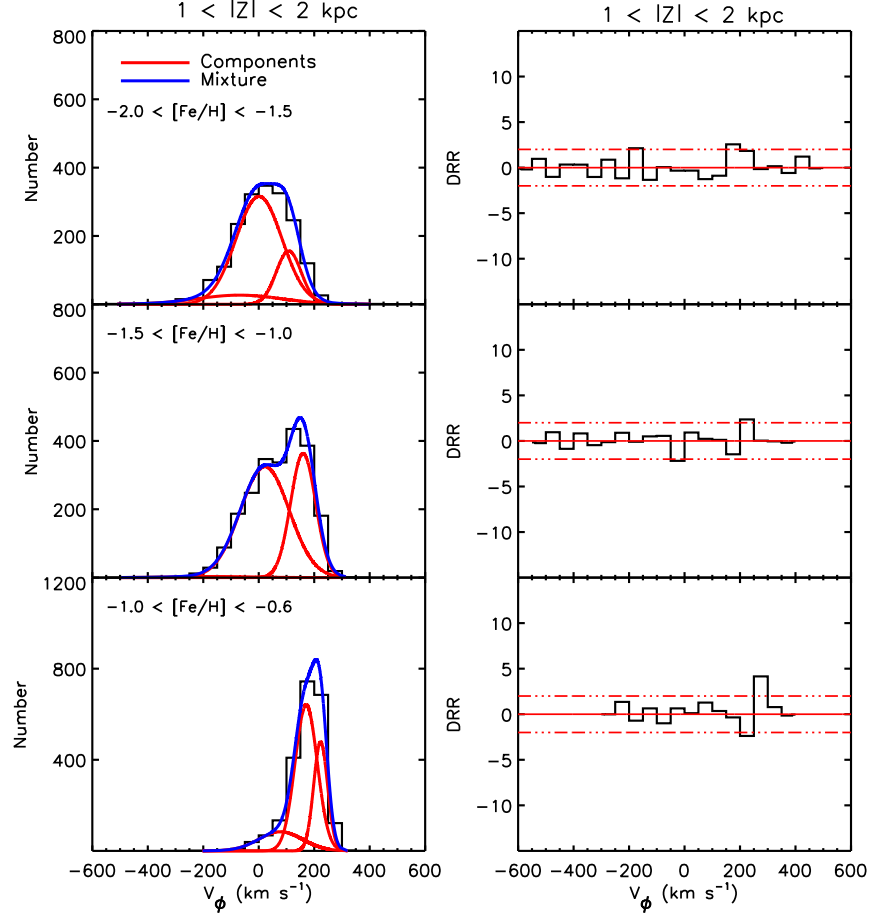 1 < |Z| < 2 kpc
1 < |Z| < 2 kpc
800
600
400
200
Number
Components
Mixture
−2.0 < [Fe/H] < −1.5
10
5
0
−5
−10
DRR
800
600
400
200
Number
−1.5 < [Fe/H] < −1.0
10
5
0
−5
−10
DRR
1200
800
400
Number
−1.0 < [Fe/H] < −0.6
10
5
0
−5
−10
DRR
−600 −400 −200 0 200 400 600
Vϕ (km s⁻¹)
−600 −400 −200 0 200 400 600
Vϕ (km s⁻¹)